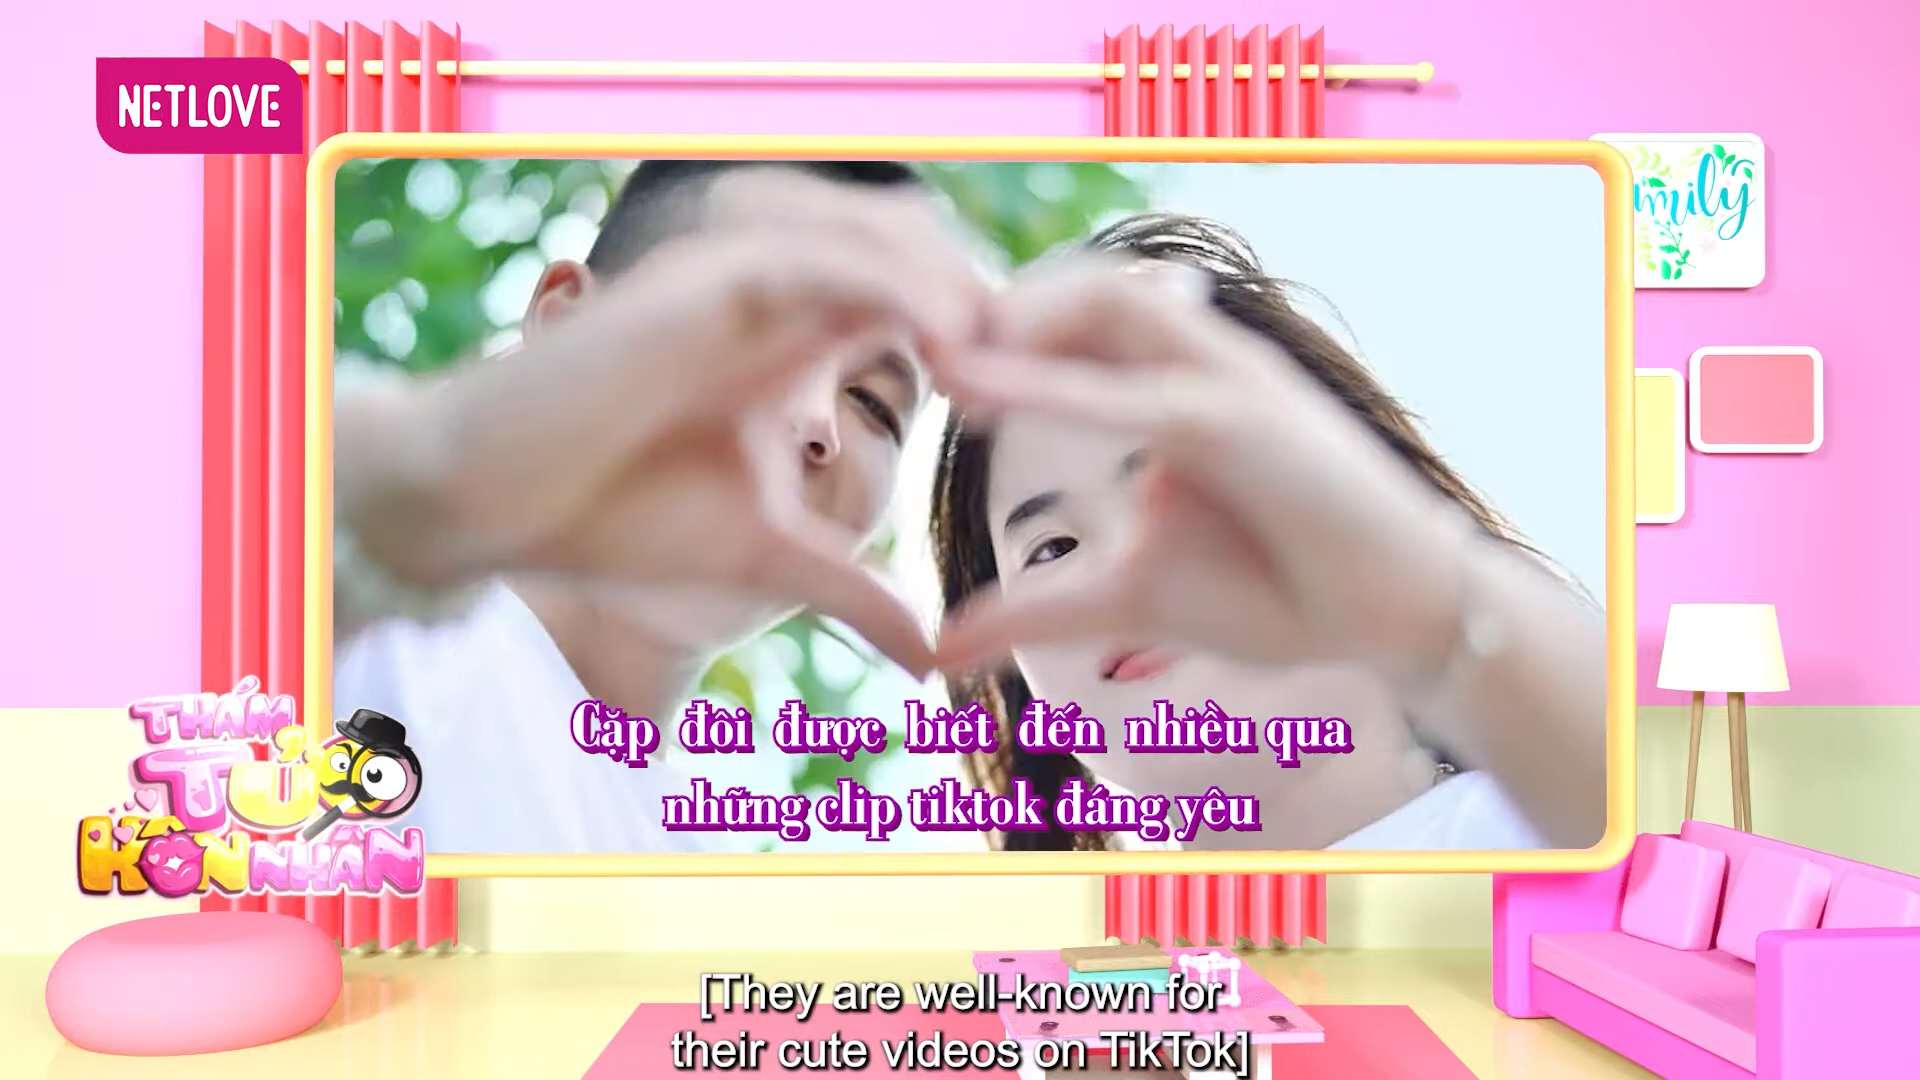 NETLOVE
mily
THÁM
TỬ
HÔN NHÂN
Cặp đôi được biết đến nhiều qua
những clip tiktok đáng yêu
[They are well-known for
their cute videos on TikTok]